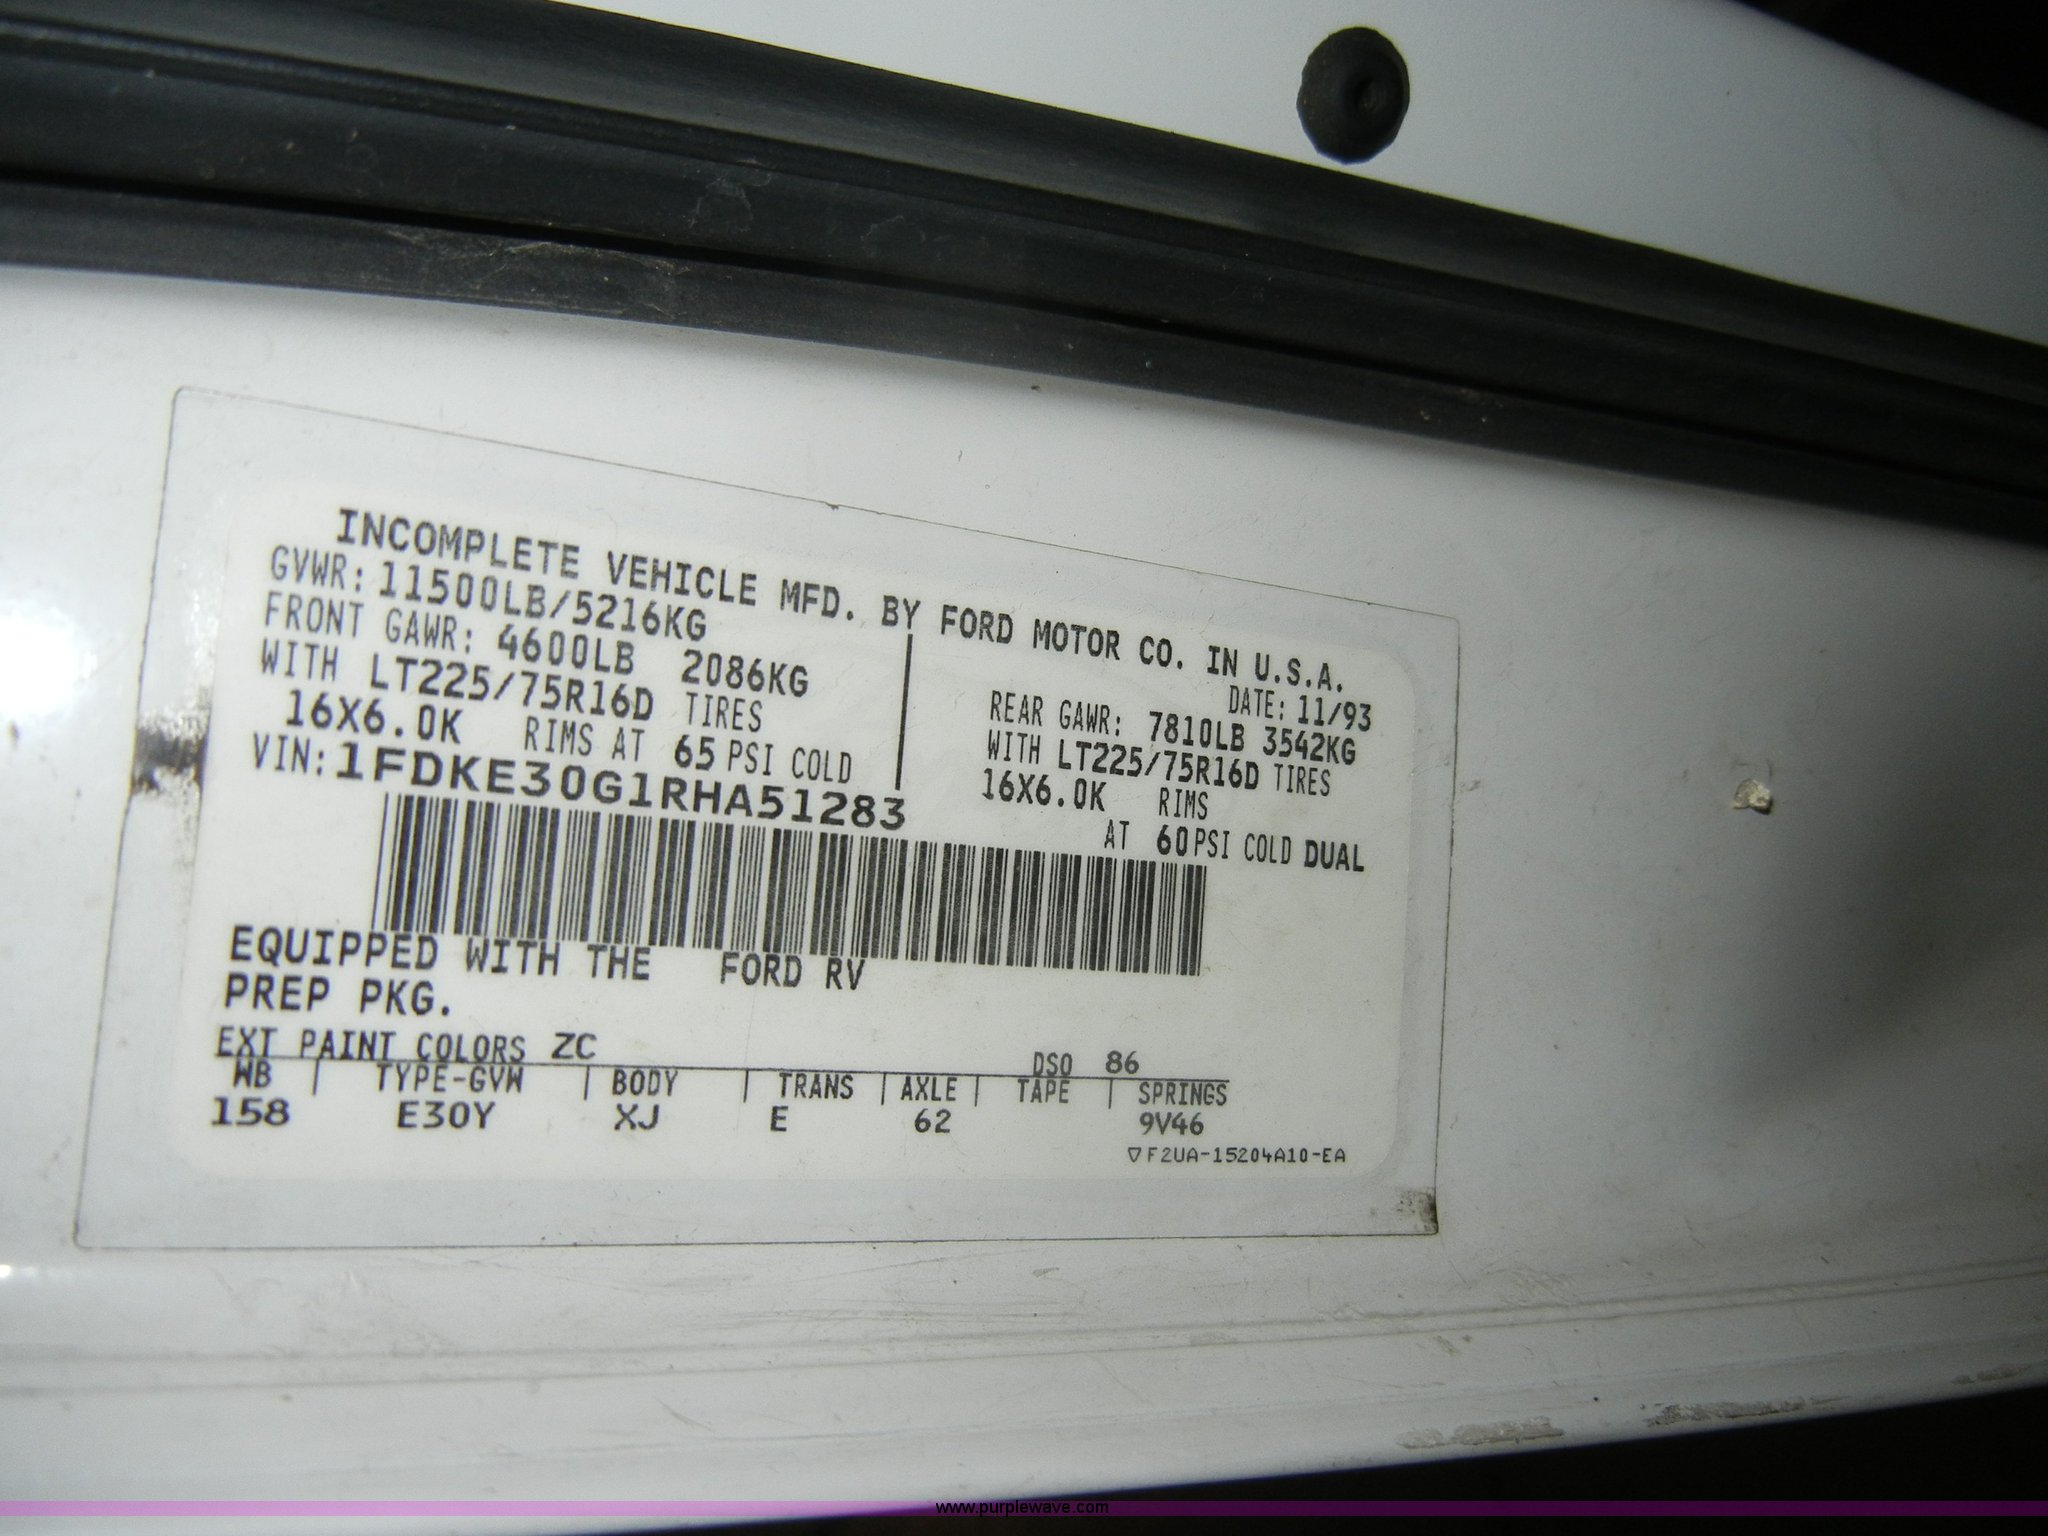 INCOMPLETE VEHICLE MFD. BY FORD MOTOR CO. IN U.S.A.
GVWR: 11500LB/5216KG
DATE: 11/93
FRONT GAWR: 4600LB 2086KG
WITH LT225/75R16D TIRES
16X6.0K RIMS AT 65 PSI COLD
REAR GAWR: 7810LB 3542KG
WITH LT225/75R16D TIRES
16X6.0K RIMS
AT 60 PSI COLD DUAL
VIN: 1FDKE30G1RHA51283
EQUIPPED WITH THE FORD RV
PREP PKG.
EXT PAINT COLORS ZC DSO 86
WB | TYPE-GVW | BODY | TRANS | AXLE | TAPE | SPRINGS
158 E30Y XJ E 62 9V46
▽F2UA-15204A10-EA
www.purplewave.com